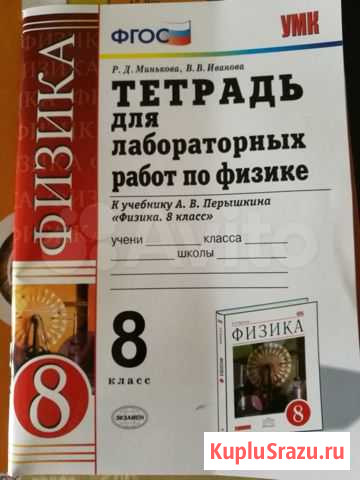 ФГОС
УМК
Р. Д. Минькова, В. В. Иванова
ТЕТРАДЬ
для
лабораторных
работ по физике
К учебнику А. В. Перышкина
«Физика. 8 класс»
учени класса
школы
8
класс
ЭКЗАМЕН
ФИЗИКА
8
ФИЗИКА
8
Avito
KupluSrazu.ru